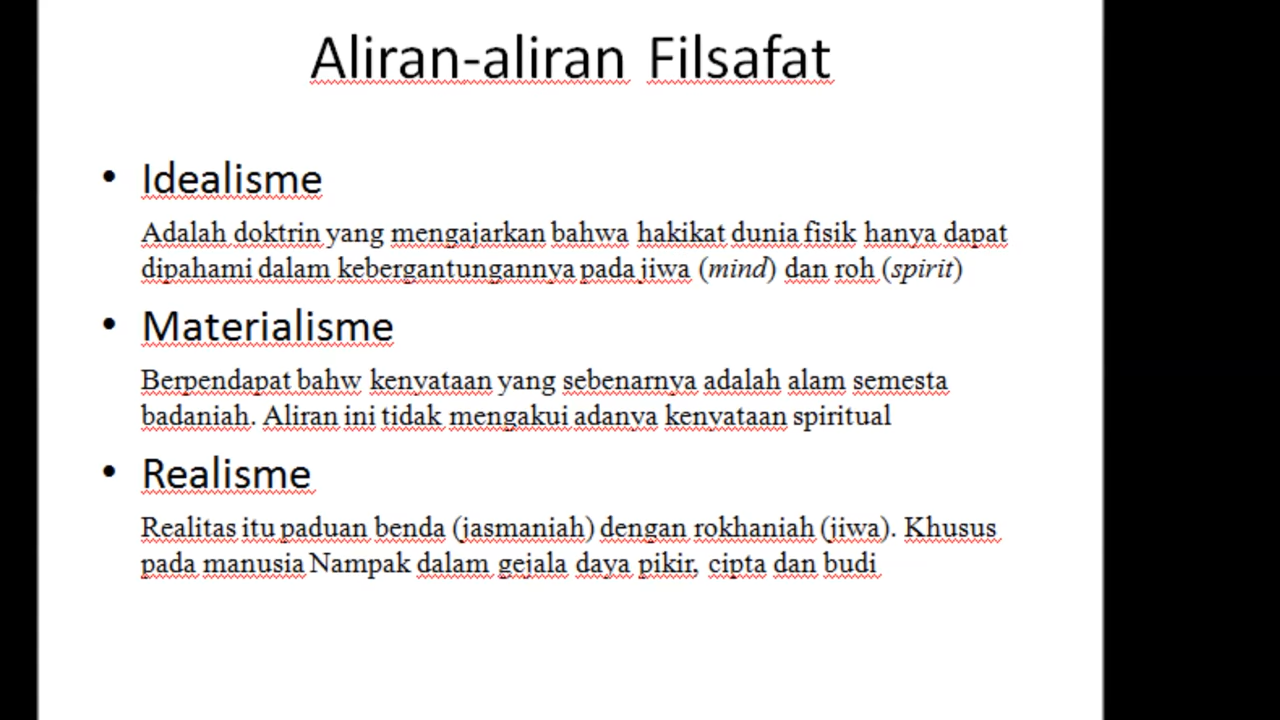 Aliran-aliran Filsafat
• Idealisme
Adalah doktrin yang mengajarkan bahwa hakikat dunia fisik hanya dapat
dipahami dalam kebergantungannya pada jiwa (mind) dan roh (spirit)
• Materialisme
Berpendapat bahw kenyataan yang sebenarnya adalah alam semesta
badaniah. Aliran ini tidak mengakui adanya kenyataan spiritual
• Realisme
Realitas itu paduan benda (jasmaniah) dengan rokhaniah (jiwa). Khusus
pada manusia Nampak dalam gejala daya pikir, cipta dan budi